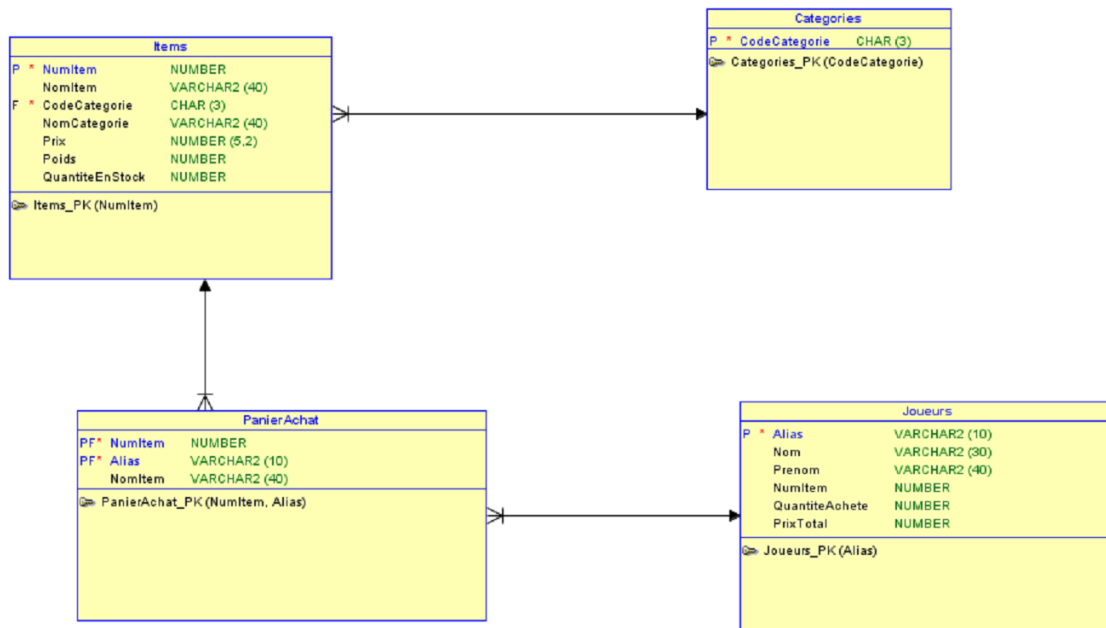 Items
P * NumItem NUMBER
NomItem VARCHAR2 (40)
F * CodeCategorie CHAR (3)
NomCategorie VARCHAR2 (40)
Prix NUMBER (5,2)
Poids NUMBER
QuantiteEnStock NUMBER
Items_PK (NumItem)
Categories
P * CodeCategorie CHAR (3)
Categories_PK (CodeCategorie)
PanierAchat
PF* NumItem NUMBER
PF* Alias VARCHAR2 (10)
NomItem VARCHAR2 (40)
PanierAchat_PK (NumItem, Alias)
Joueurs
P * Alias VARCHAR2 (10)
Nom VARCHAR2 (30)
Prenom VARCHAR2 (40)
NumItem NUMBER
QuantiteAchete NUMBER
PrixTotal NUMBER
Joueurs_PK (Alias)